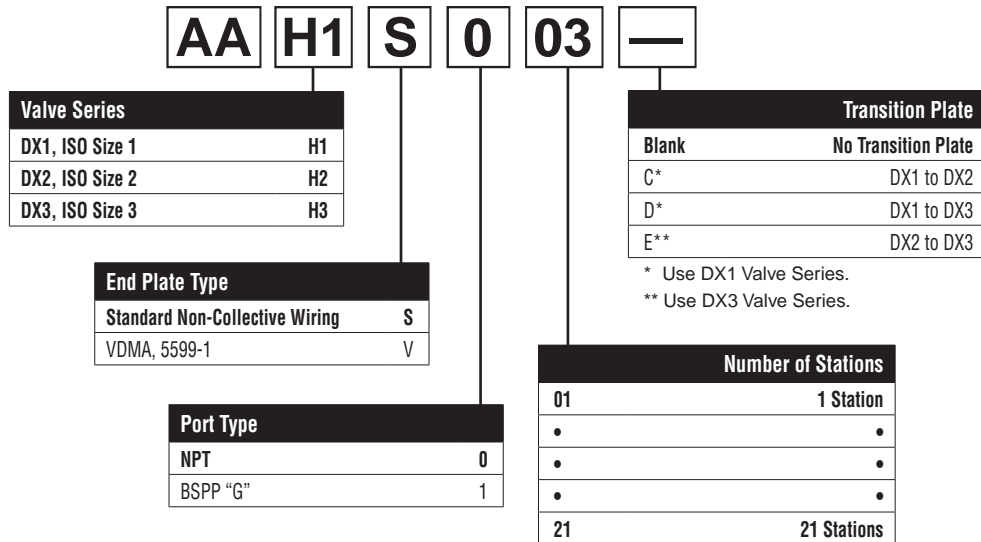 AA H1 S 0 03 —
Valve Series
DX1, ISO Size 1 H1
DX2, ISO Size 2 H2
DX3, ISO Size 3 H3
End Plate Type
Standard Non-Collective Wiring S
VDMA, 5599-1 V
Port Type
NPT 0
BSPP “G” 1
Transition Plate
Blank No Transition Plate
C* DX1 to DX2
D* DX1 to DX3
E** DX2 to DX3
* Use DX1 Valve Series.
** Use DX3 Valve Series.
Number of Stations
01 1 Station
• •
• •
• •
21 21 Stations